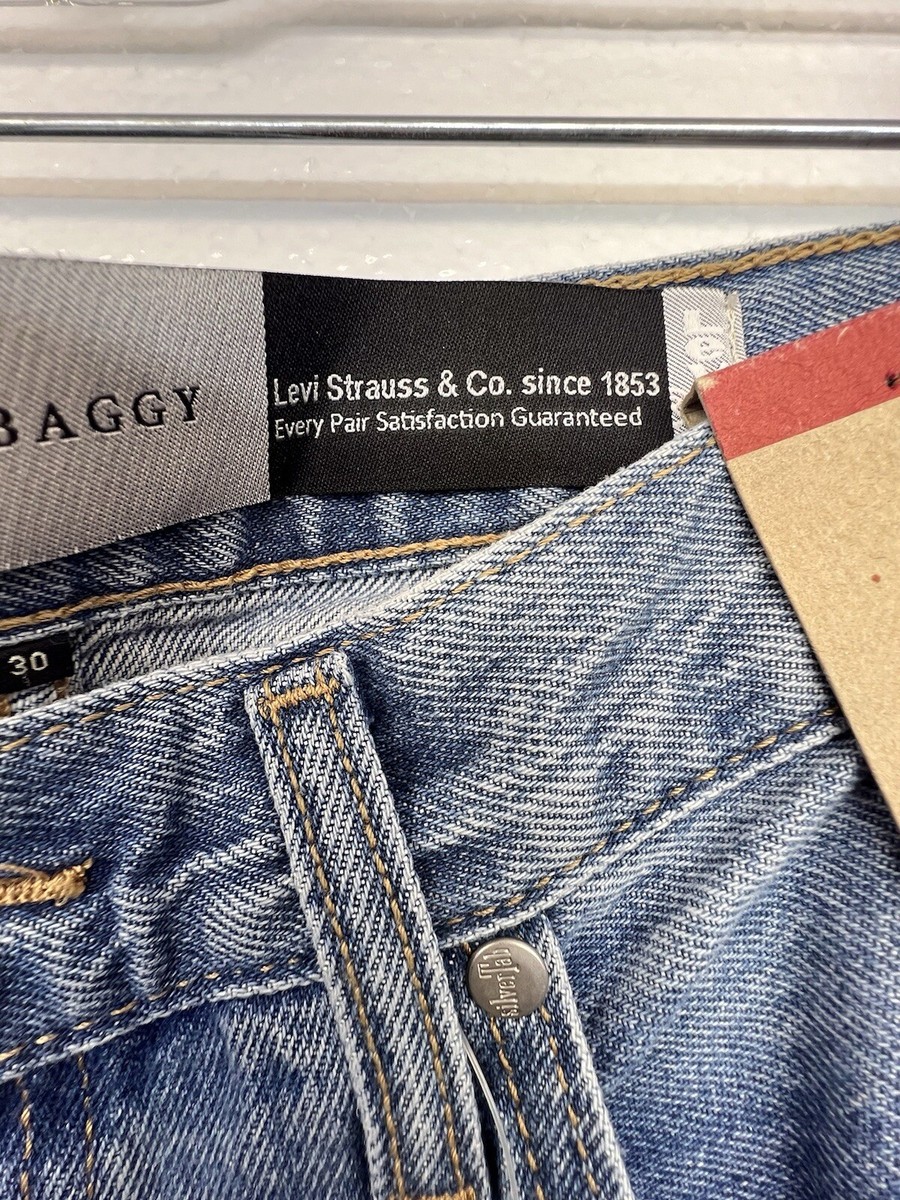 BAGGY
Levi Strauss & Co. since 1853
Every Pair Satisfaction Guaranteed
30
silverTab